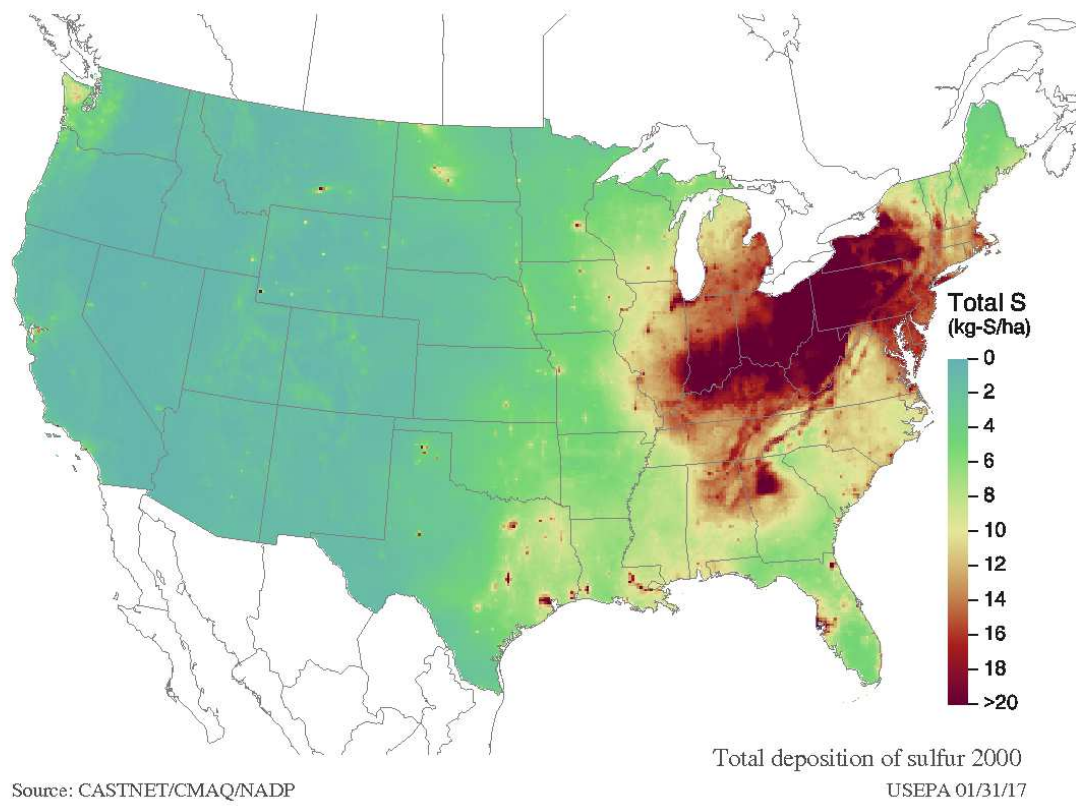 Total S
(kg-S/ha)
0
2
4
6
8
10
12
14
16
18
>20
Total deposition of sulfur 2000
Source: CASTNET/CMAQ/NADP
USEPA 01/31/17